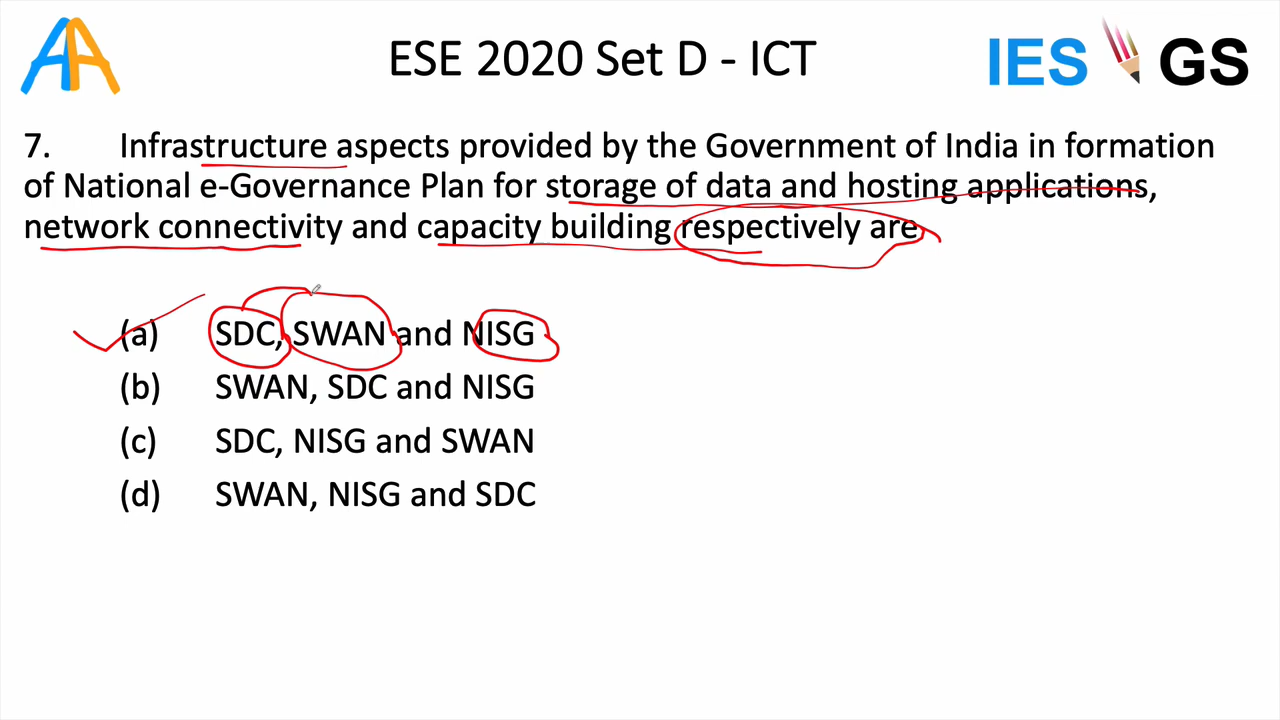 AA
ESE 2020 Set D - ICT
IES GS
7. Infrastructure aspects provided by the Government of India in formation
of National e-Governance Plan for storage of data and hosting applications,
network connectivity and capacity building respectively are
(a) SDC, SWAN and NISG
(b) SWAN, SDC and NISG
(c) SDC, NISG and SWAN
(d) SWAN, NISG and SDC